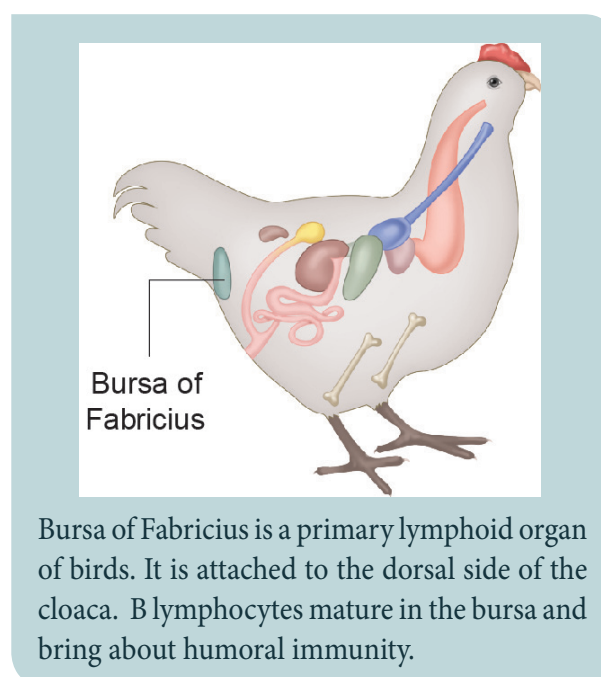 Bursa of
Fabricius
Bursa of Fabricius is a primary lymphoid organ
of birds. It is attached to the dorsal side of the
cloaca. B lymphocytes mature in the bursa and
bring about humoral immunity.